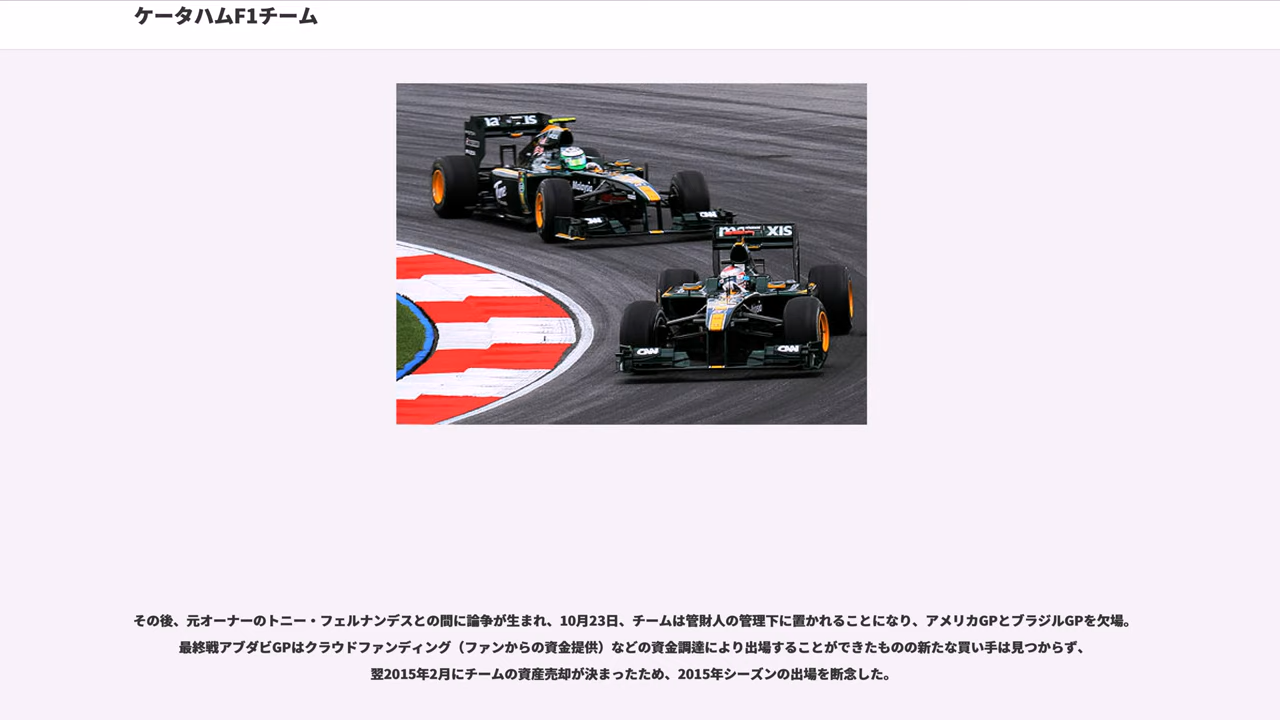 ケータハムF1チーム
maxxis
Tune
Malaysia
CNN
maxxis
CNN
CNN
その後、元オーナーのトニー・フェルナンデスとの間に論争が生まれ、10月23日、チームは管財人の管理下に置かれることになり、アメリカGPとブラジルGPを欠場。
最終戦アブダビGPはクラウドファンディング（ファンからの資金提供）などの資金調達により出場することができたものの新たな買い手は見つからず、
翌2015年2月にチームの資産売却が決まったため、2015年シーズンの出場を断念した。